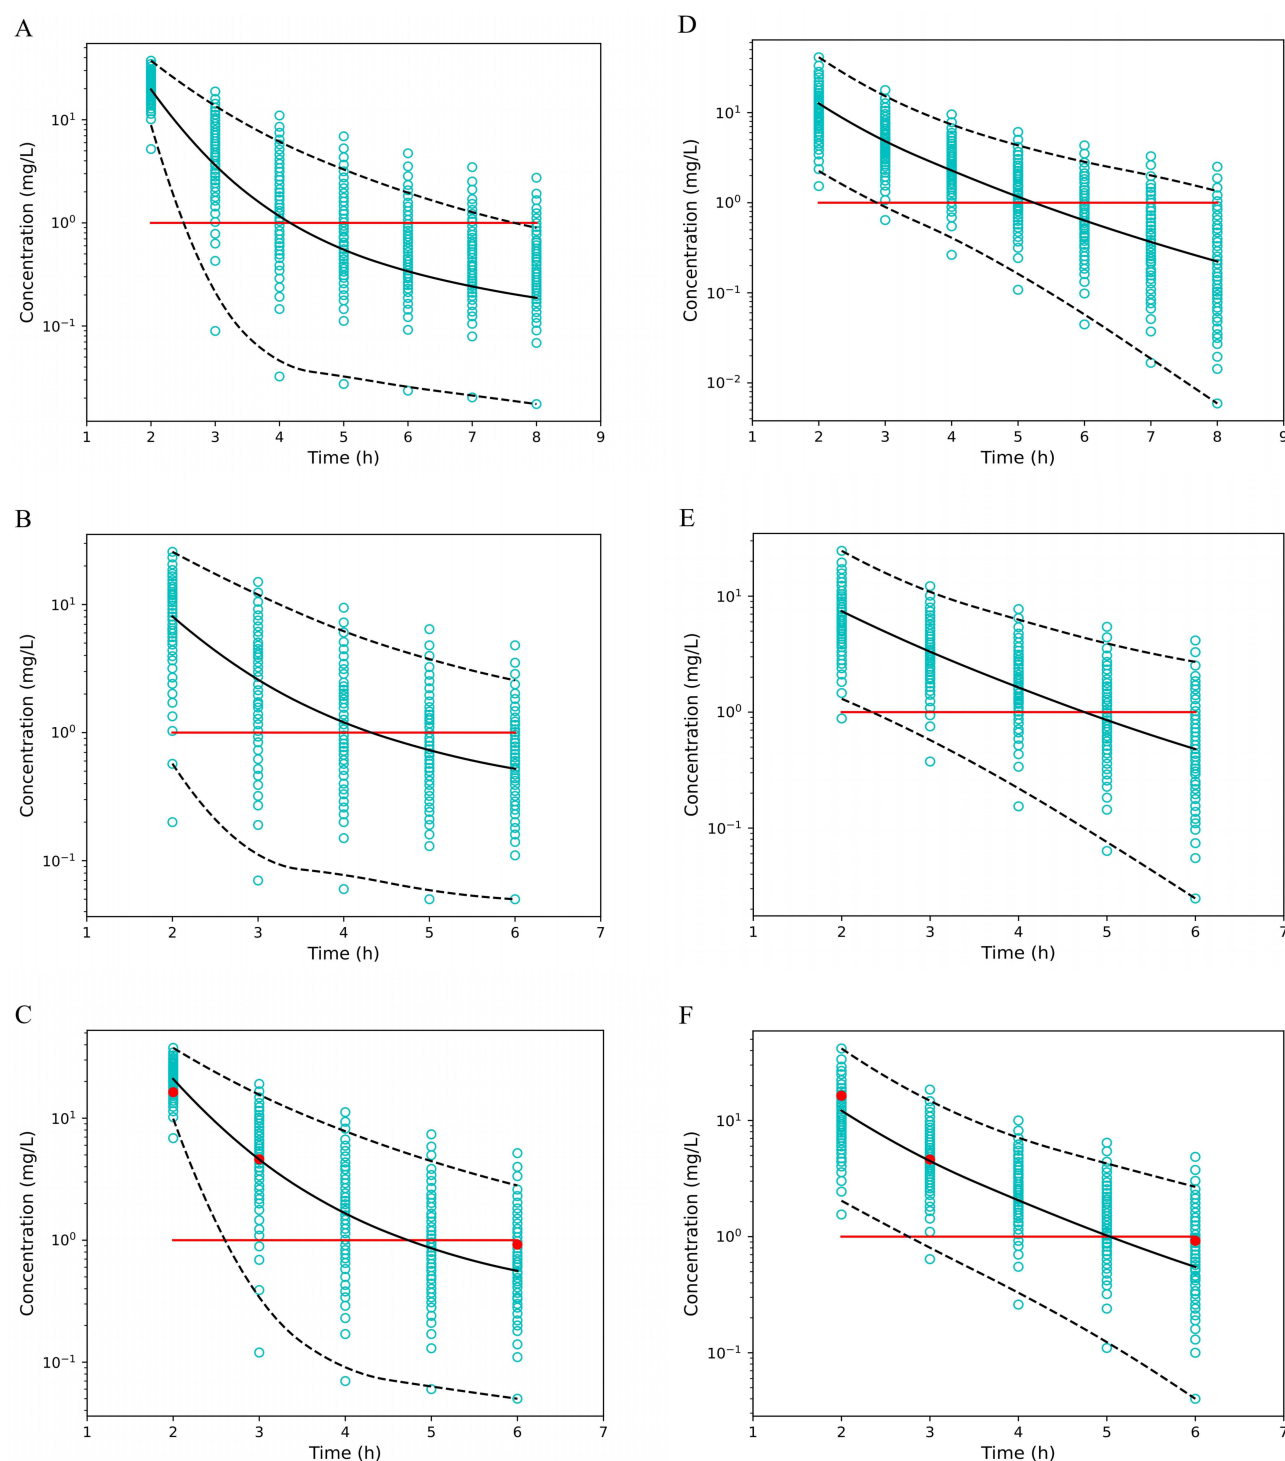 A
Concentration (mg/L)
10¹
10⁰
10⁻¹
1 2 3 4 5 6 7 8 9
Time (h)
D
Concentration (mg/L)
10¹
10⁰
10⁻¹
10⁻²
1 2 3 4 5 6 7 8 9
Time (h)
B
Concentration (mg/L)
10¹
10⁰
10⁻¹
1 2 3 4 5 6 7
Time (h)
E
Concentration (mg/L)
10¹
10⁰
10⁻¹
1 2 3 4 5 6 7
Time (h)
C
Concentration (mg/L)
10¹
10⁰
10⁻¹
1 2 3 4 5 6 7
Time (h)
F
Concentration (mg/L)
10¹
10⁰
10⁻¹
1 2 3 4 5 6 7
Time (h)